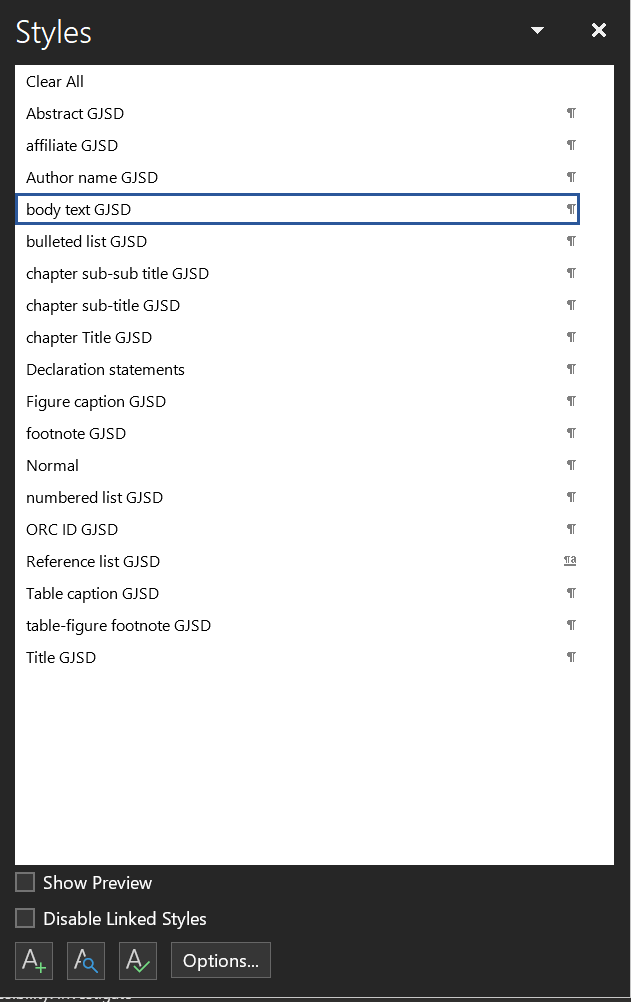 Styles
Clear All
Abstract GJSD
affiliate GJSD
Author name GJSD
body text GJSD
bulleted list GJSD
chapter sub-sub title GJSD
chapter sub-title GJSD
chapter Title GJSD
Declaration statements
Figure caption GJSD
footnote GJSD
Normal
numbered list GJSD
ORC ID GJSD
Reference list GJSD
Table caption GJSD
table-figure footnote GJSD
Title GJSD
Show Preview
Disable Linked Styles
Options...